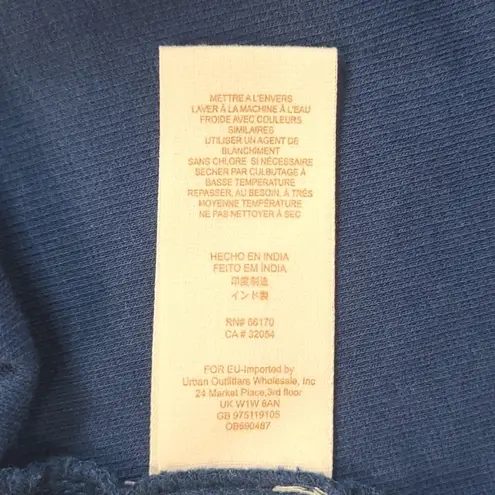 METTRE A L'ENVERS
LAVER À LA MACHINE À L'EAU
FROIDE AVEC COULEURS
SIMILAIRES
UTILISER UN AGENT DE
BLANCHIMENT
SANS CHLORE SI NÉCESSAIRE
SECHER PAR CULBUTAGE À
BASSE TEMPERATURE
REPASSER, AU BESOIN, À TRÈS
MOYENNE TEMPÉRATURE
NE PAS NETTOYER À SEC
HECHO EN INDIA
FEITO EM ÍNDIA
印度制造
インド製
RN# 66170
CA # 32054
FOR EU-Imported by
Urban Outfitters Wholesale, Inc
24 Market Place,3rd floor
UK W1W 8AN
GB 975119105
OB690487